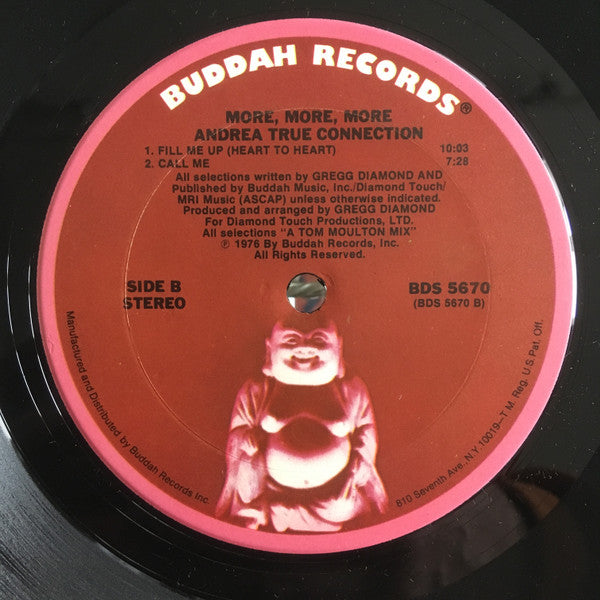 BUDDAH RECORDS®
MORE, MORE, MORE
ANDREA TRUE CONNECTION
1. FILL ME UP (HEART TO HEART) 10:03
2. CALL ME 7:28
All selections written by GREGG DIAMOND AND
Published by Buddah Music, Inc./Diamond Touch/
MRI Music (ASCAP) unless otherwise indicated.
Produced and arranged by GREGG DIAMOND
For Diamond Touch Productions, LTD.
All selections "A TOM MOULTON MIX"
℗ 1976 By Buddah Records, Inc.
All Rights Reserved.
SIDE B
STEREO
BDS 5670
(BDS 5670 B)
Manufactured and Distributed by Buddah Records Inc.
810 Seventh Ave., N.Y. 10019—T M. Reg. U S Pat. Off.